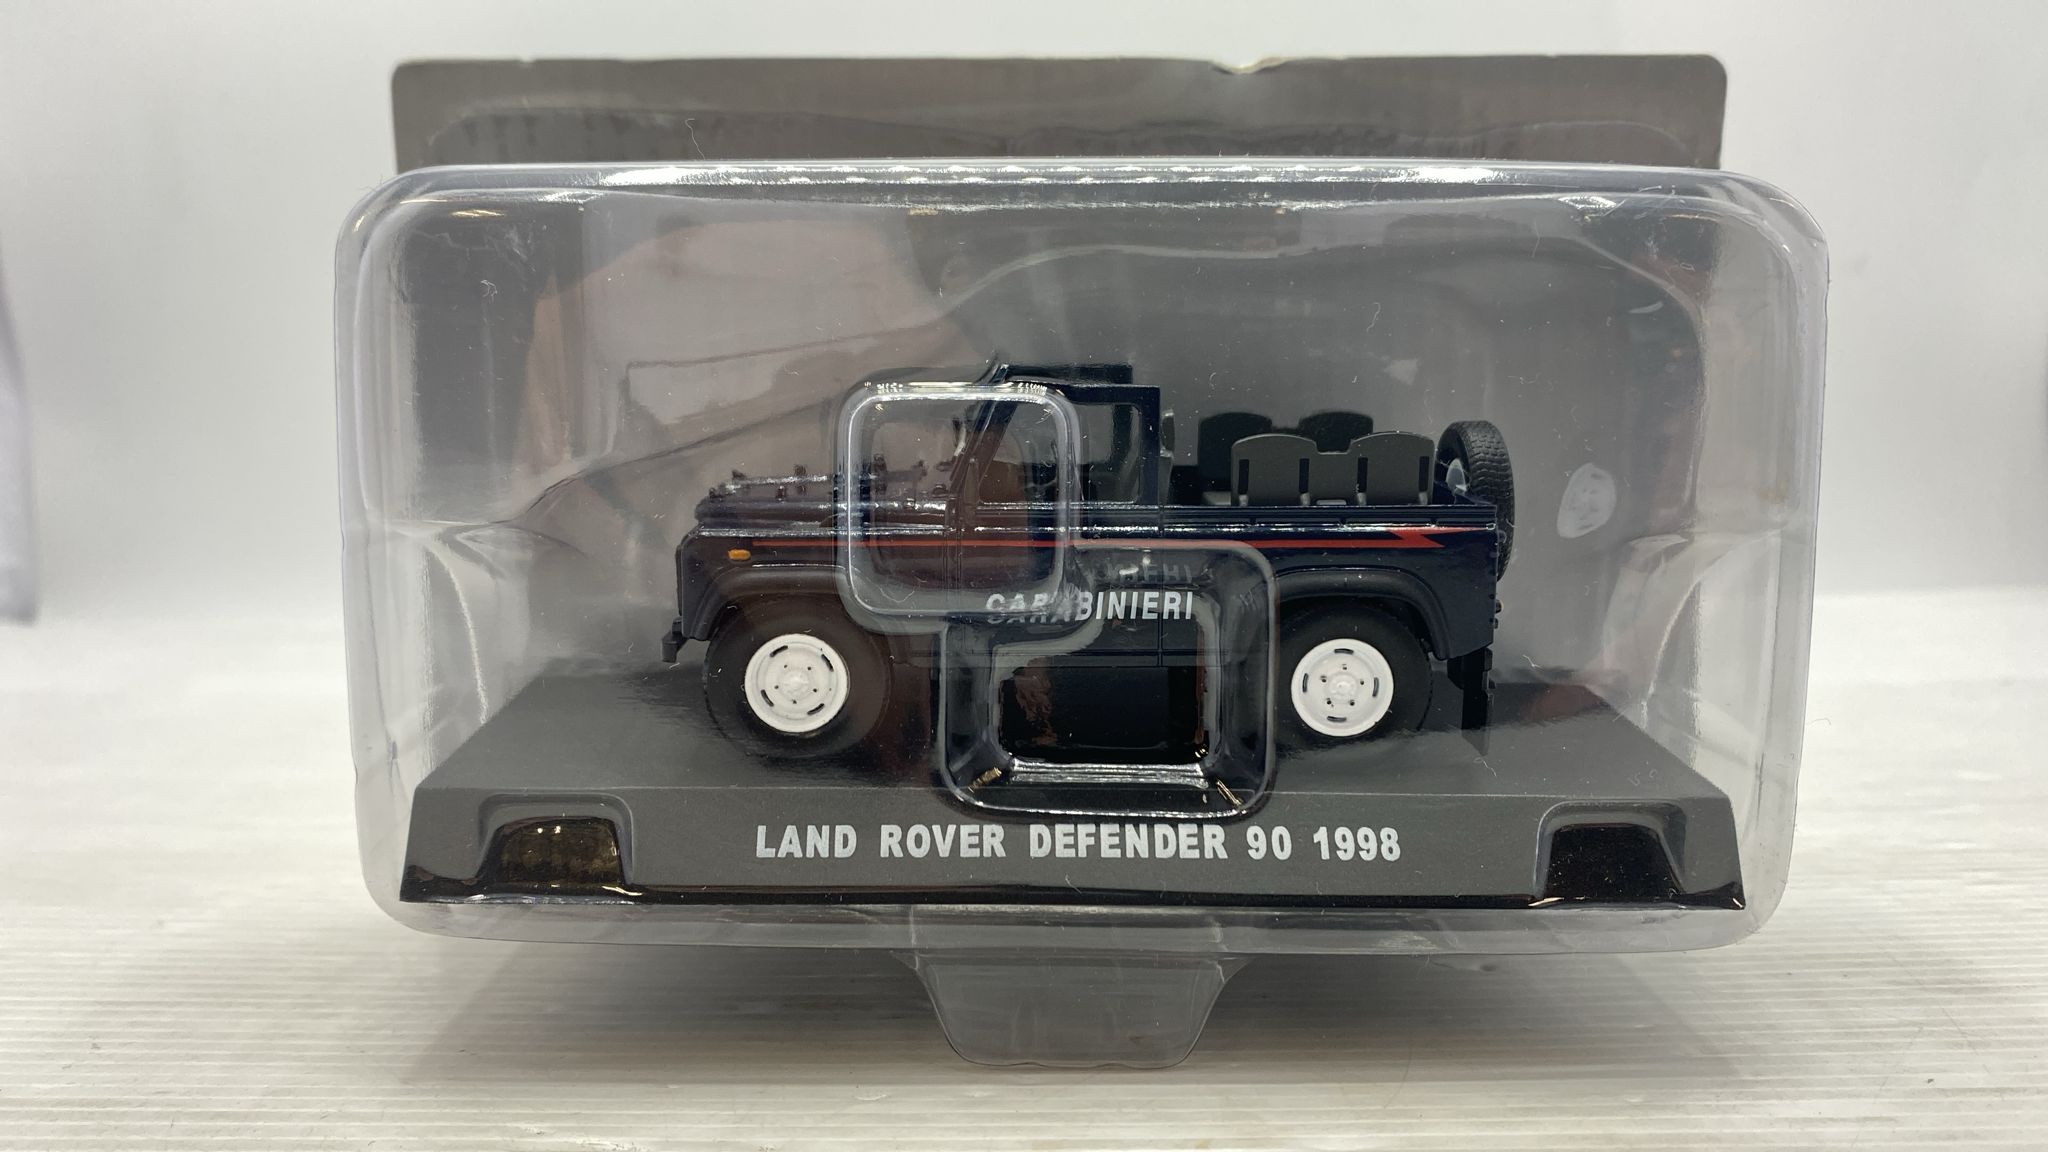 CARABINIERI
LAND ROVER DEFENDER 90 1998